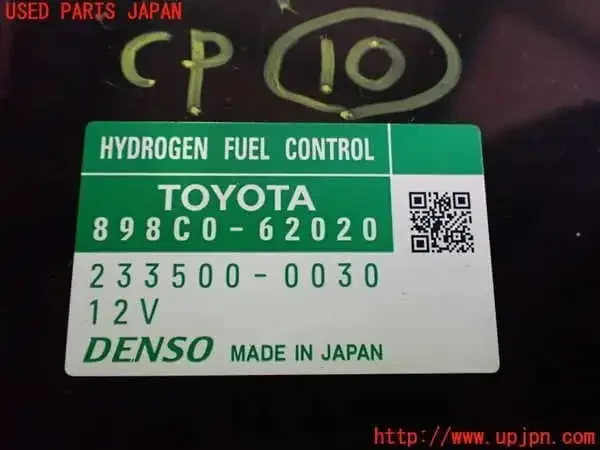 USED PARTS JAPAN
CP 10
HYDROGEN FUEL CONTROL
TOYOTA
898C0-62020
233500-0030
12V
DENSO MADE IN JAPAN
http://www.upjpn.com/